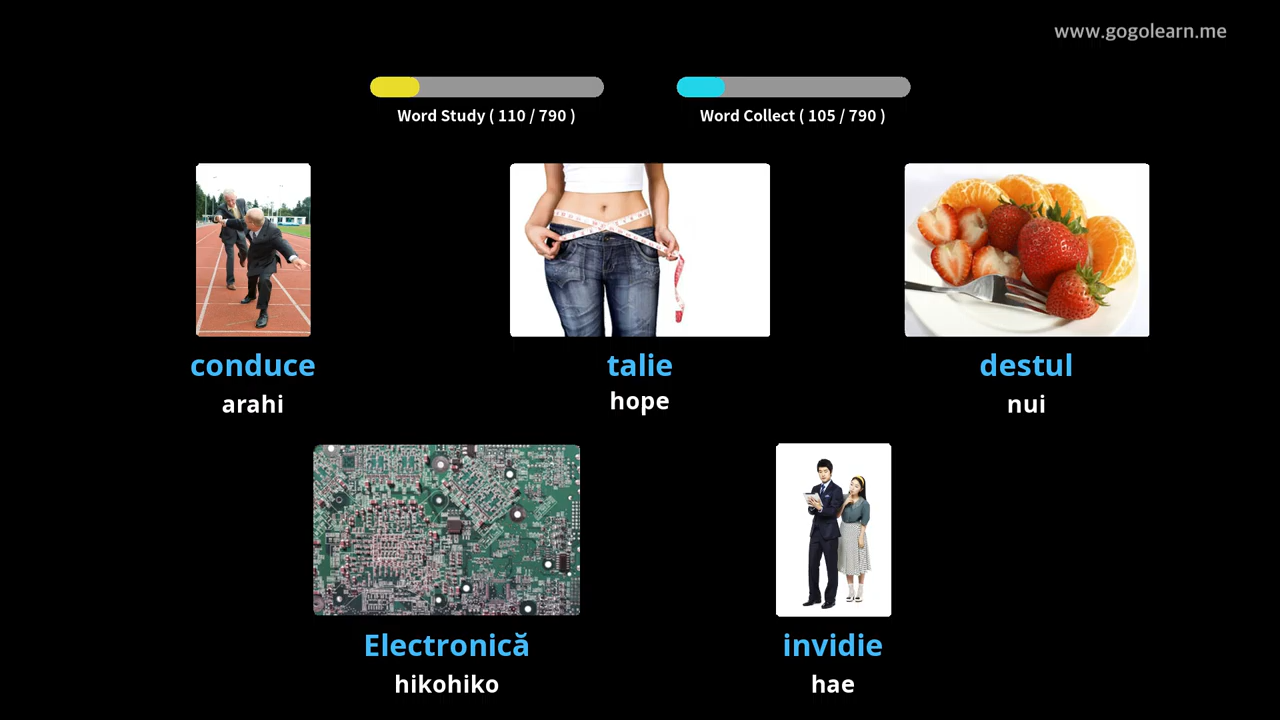 www.gogolearn.me
Word Study ( 110 / 790 )
Word Collect ( 105 / 790 )
conduce
arahi
talie
hope
destul
nui
Electronică
hikohiko
invidie
hae